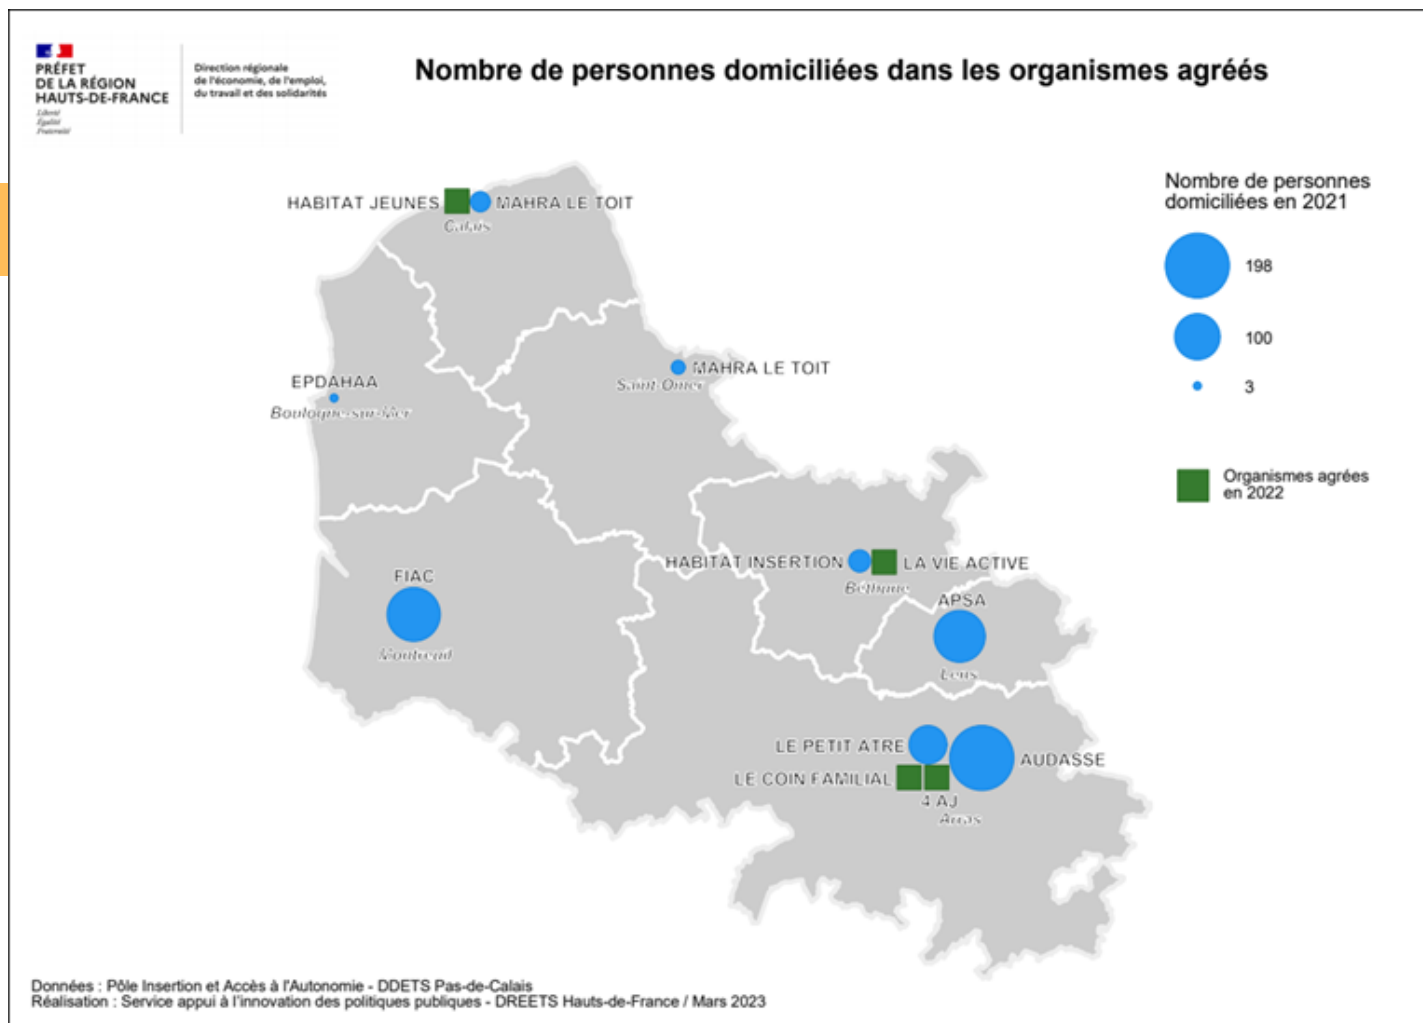 PRÉFET
DE LA RÉGION
HAUTS-DE-FRANCE
Liberté
Égalité
Fraternité
Direction régionale
de l'économie, de l'emploi,
du travail et des solidarités
Nombre de personnes domiciliées dans les organismes agréés
Nombre de personnes
domiciliées en 2021
198
100
3
Organismes agrées
en 2022
HABITAT JEUNES
MAHRA LE TOIT
Calais
MAHRA LE TOIT
Saint-Omer
EPDAHAA
Boulogne-sur-Mer
HABITAT INSERTION
LA VIE ACTIVE
Béthune
FIAC
Montreuil
APSA
Lens
LE PETIT ATRE
AUDASSE
LE COIN FAMILIAL
4 AJ
Arras
Données : Pôle Insertion et Accès à l'Autonomie - DDETS Pas-de-Calais
Réalisation : Service appui à l'innovation des politiques publiques - DREETS Hauts-de-France / Mars 2023